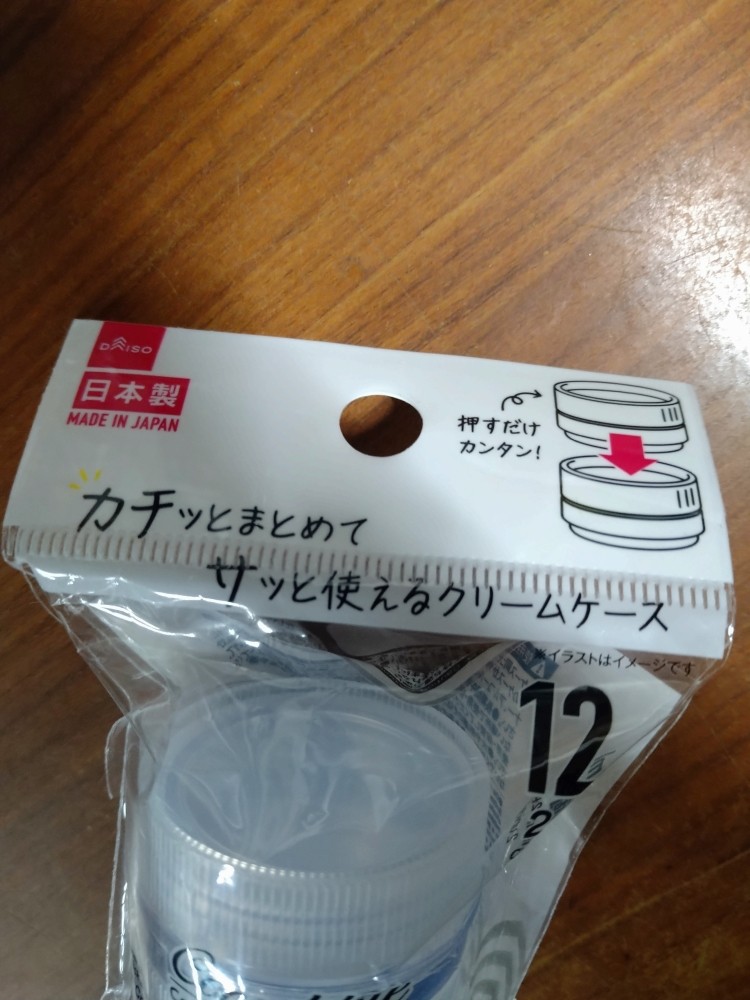 DAISO
日本製
MADE IN JAPAN
押すだけ
カンタン!
カチッとまとめて
サッと使えるクリームケース
※イラストはイメージです
12
2